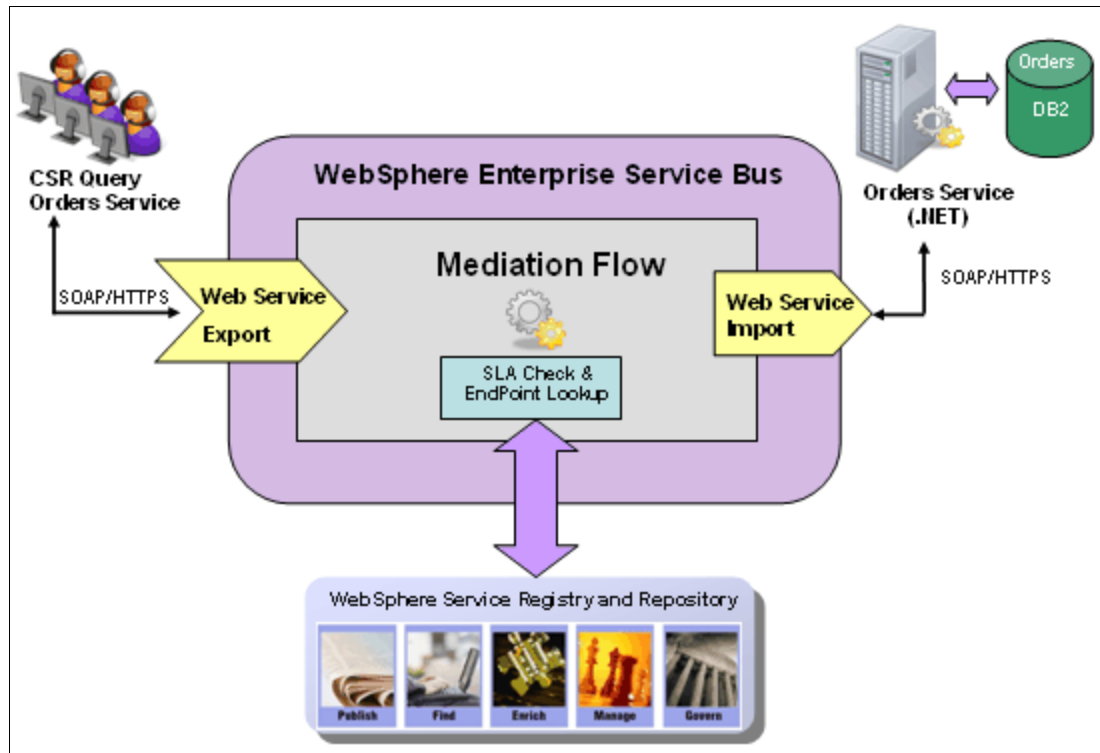 CSR Query
Orders Service
SOAP/HTTPS
Web Service
Export
WebSphere Enterprise Service Bus
Mediation Flow
SLA Check &
EndPoint Lookup
Web Service
Import
Orders
DB2
Orders Service
(.NET)
SOAP/HTTPS
WebSphere Service Registry and Repository
Publish
Find
Enrich
Manage
Govern